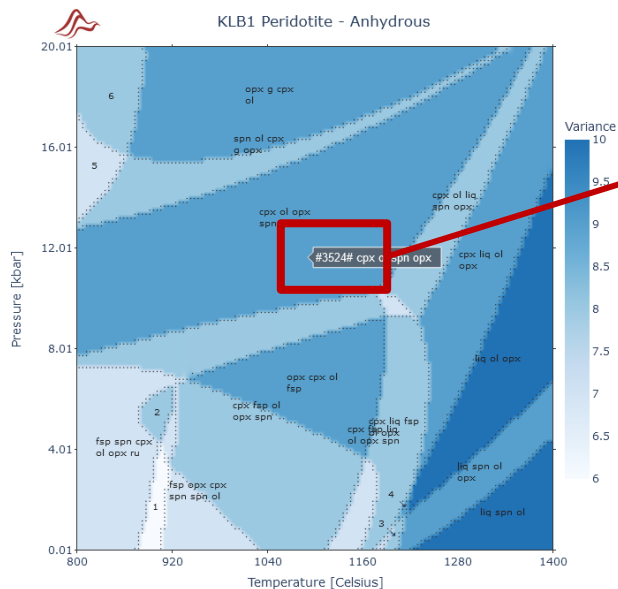 KLB1 Peridotite - Anhydrous
20.01
16.01
12.01
8.01
4.01
0.01
Pressure [kbar]
800
920
1040
1160
1280
1400
Temperature [Celsius]
6
opx g cpx
ol
spn ol cpx
g opx
5
cpx ol opx
spn
cpx ol liq
spn opx
#3524# cpx ol spn opx
cpx liq ol
opx
liq ol opx
opx cpx ol
fsp
2
cpx fsp ol
opx spn
cpx liq fsp
ol opx
cpx fsp liq
ol opx spn
fsp spn cpx
ol opx ru
fsp opx cpx
spn spn ol
liq spn ol
opx
4
1
3
liq spn ol
Variance
10
9.5
9
8.5
8
7.5
7
6.5
6